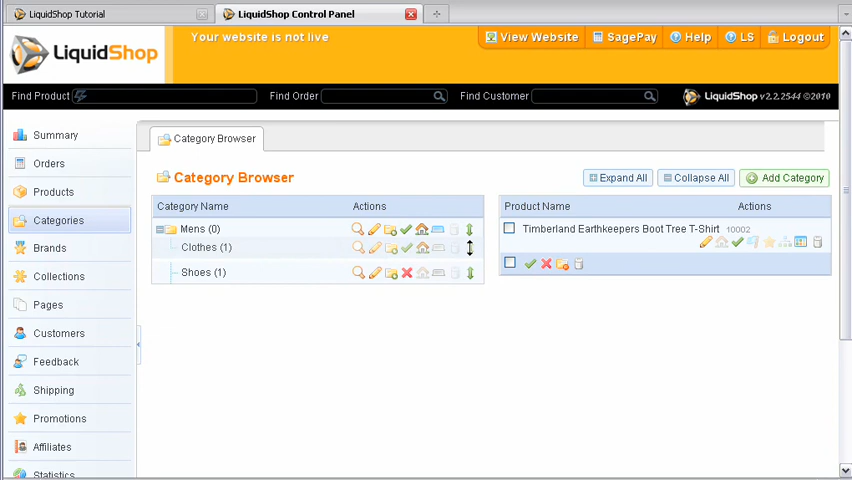 LiquidShop Tutorial
LiquidShop Control Panel
LiquidShop
Your website is not live
View Website
SagePay
Help
LS
Logout
Find Product
Find Order
Find Customer
LiquidShop v2.2.2544 ©2010
Summary
Orders
Products
Categories
Brands
Collections
Pages
Customers
Feedback
Shipping
Promotions
Affiliates
Statistics
Category Browser
Category Browser
Expand All
Collapse All
Add Category
Category Name Actions
Mens (0)
Clothes (1)
Shoes (1)
Product Name Actions
Timberland Earthkeepers Boot Tree T-Shirt 10002